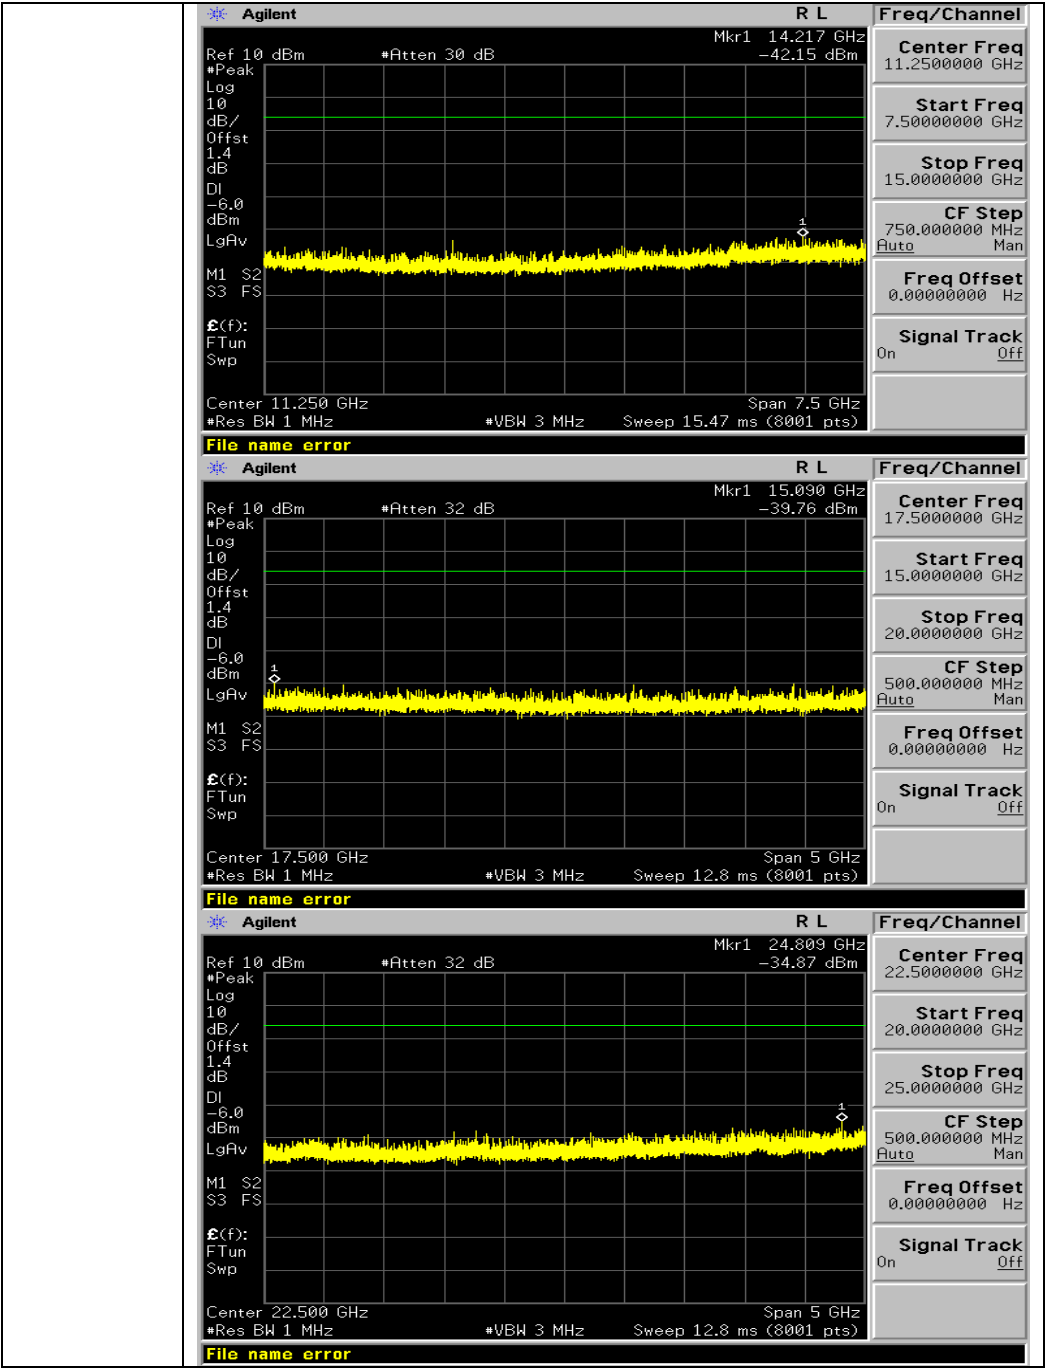 Agilent R L Freq/Channel
Mkr1 14.217 GHz
Ref 10 dBm #Atten 30 dB -42.15 dBm
#Peak
Log
10
dB/
Offst
1.4
dB
DI
-6.0
dBm
LgAv
M1 S2
S3 FS
£(f):
FTun
Swp
1
Center 11.250 GHz Span 7.5 GHz
#Res BW 1 MHz #VBW 3 MHz Sweep 15.47 ms (8001 pts)
File name error
Center Freq
11.2500000 GHz
Start Freq
7.50000000 GHz
Stop Freq
15.0000000 GHz
CF Step
750.000000 MHz
Auto Man
Freq Offset
0.00000000 Hz
Signal Track
On Off
Agilent R L Freq/Channel
Mkr1 15.090 GHz
Ref 10 dBm #Atten 32 dB -39.76 dBm
#Peak
Log
10
dB/
Offst
1.4
dB
DI
-6.0
dBm
LgAv
M1 S2
S3 FS
£(f):
FTun
Swp
1
Center 17.500 GHz Span 5 GHz
#Res BW 1 MHz #VBW 3 MHz Sweep 12.8 ms (8001 pts)
File name error
Center Freq
17.5000000 GHz
Start Freq
15.0000000 GHz
Stop Freq
20.0000000 GHz
CF Step
500.000000 MHz
Auto Man
Freq Offset
0.00000000 Hz
Signal Track
On Off
Agilent R L Freq/Channel
Mkr1 24.809 GHz
Ref 10 dBm #Atten 32 dB -34.87 dBm
#Peak
Log
10
dB/
Offst
1.4
dB
DI
-6.0
dBm
LgAv
M1 S2
S3 FS
£(f):
FTun
Swp
1
Center 22.500 GHz Span 5 GHz
#Res BW 1 MHz #VBW 3 MHz Sweep 12.8 ms (8001 pts)
File name error
Center Freq
22.5000000 GHz
Start Freq
20.0000000 GHz
Stop Freq
25.0000000 GHz
CF Step
500.000000 MHz
Auto Man
Freq Offset
0.00000000 Hz
Signal Track
On Off